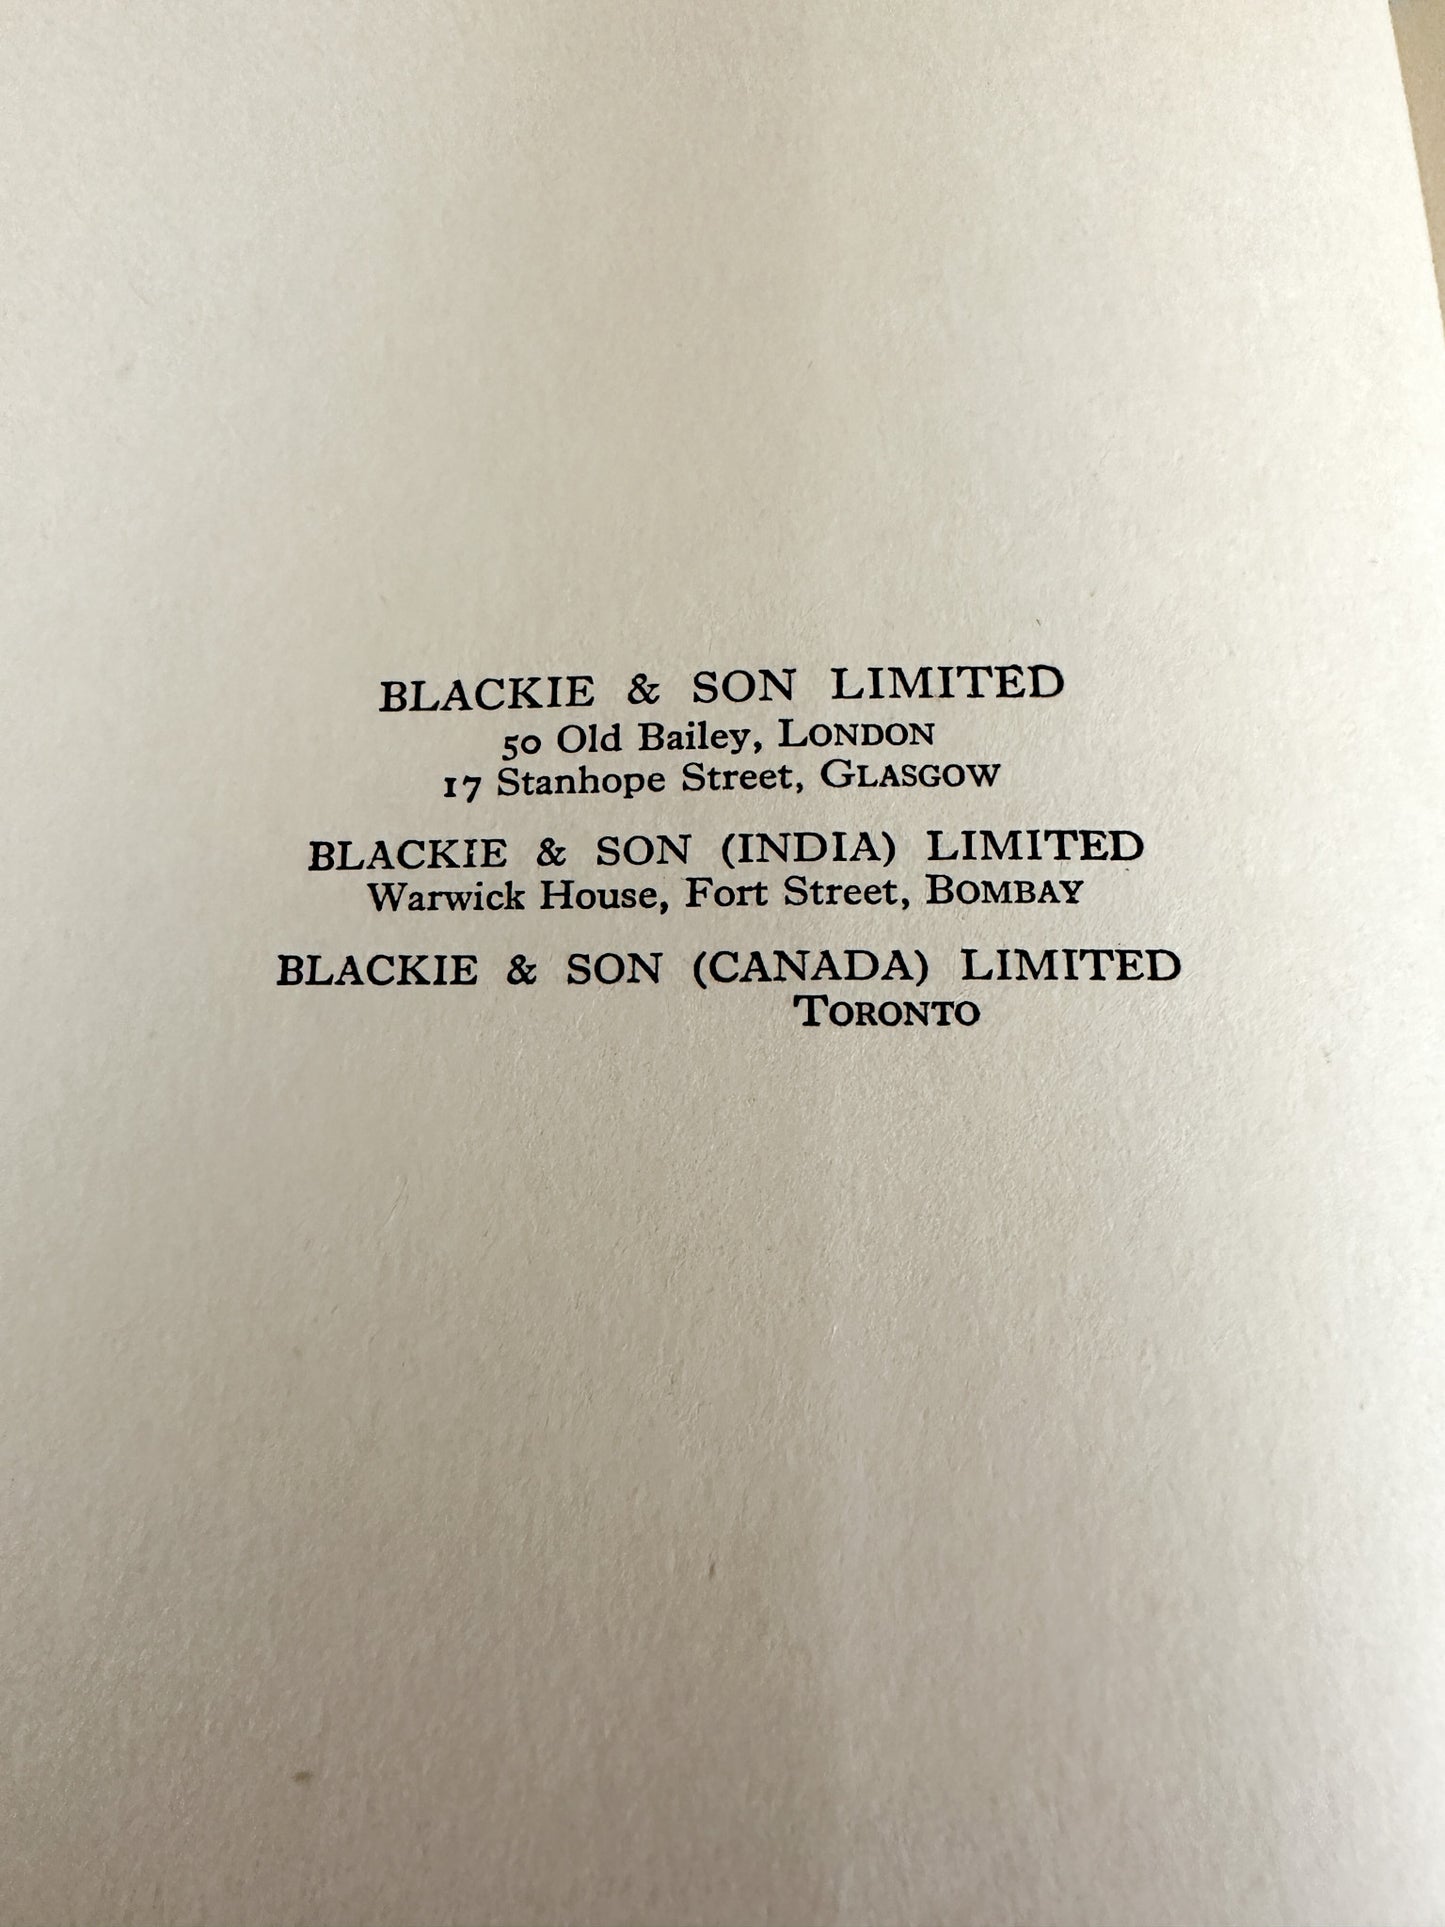 BLACKIE & SON LIMITED
50 Old Bailey, LONDON
17 Stanhope Street, GLASGOW
BLACKIE & SON (INDIA) LIMITED
Warwick House, Fort Street, BOMBAY
BLACKIE & SON (CANADA) LIMITED
TORONTO